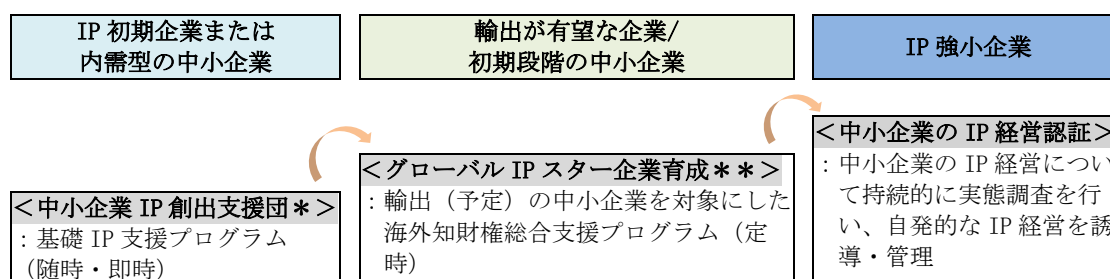 IP 初期企業または
内需型の中小企業
輸出が有望な企業/
初期段階の中小企業
IP 強小企業
＜中小企業 IP 創出支援団＊＞
：基礎 IP 支援プログラム
（随時・即時）
＜グローバル IP スター企業育成＊＊＞
：輸出（予定）の中小企業を対象にした
海外知財権総合支援プログラム（定
時）
＜中小企業の IP 経営認証＞
：中小企業の IP 経営につい
て持続的に実態調査を行
い、自発的な IP 経営を誘
導・管理